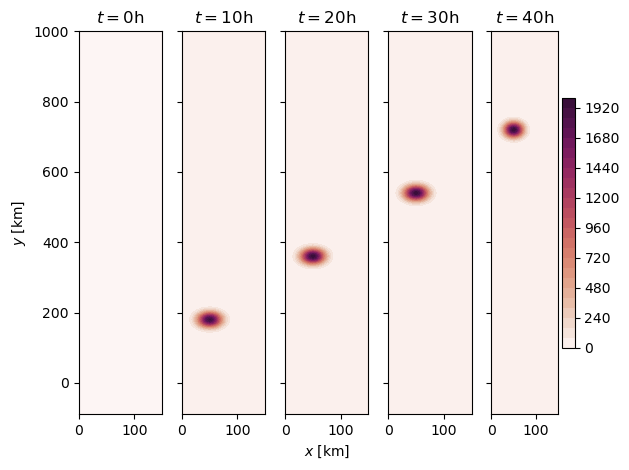 t = 0h
t = 10h
t = 20h
t = 30h
t = 40h
1000
800
600
400
200
0
y [km]
0 100
0 100
0 100
0 100
0 100
x [km]
1920
1680
1440
1200
960
720
480
240
0